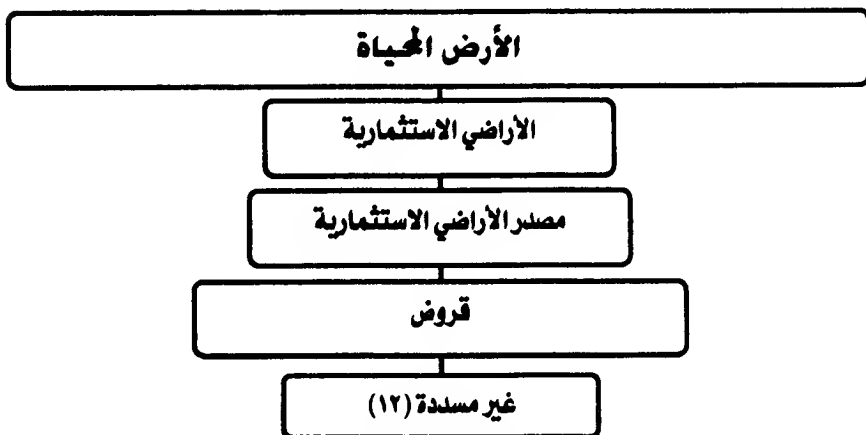 الأرض المحياة
الأراضي الاستثمارية
مصدر الأراضي الاستثمارية
قروض
غير مسددة (١٢)